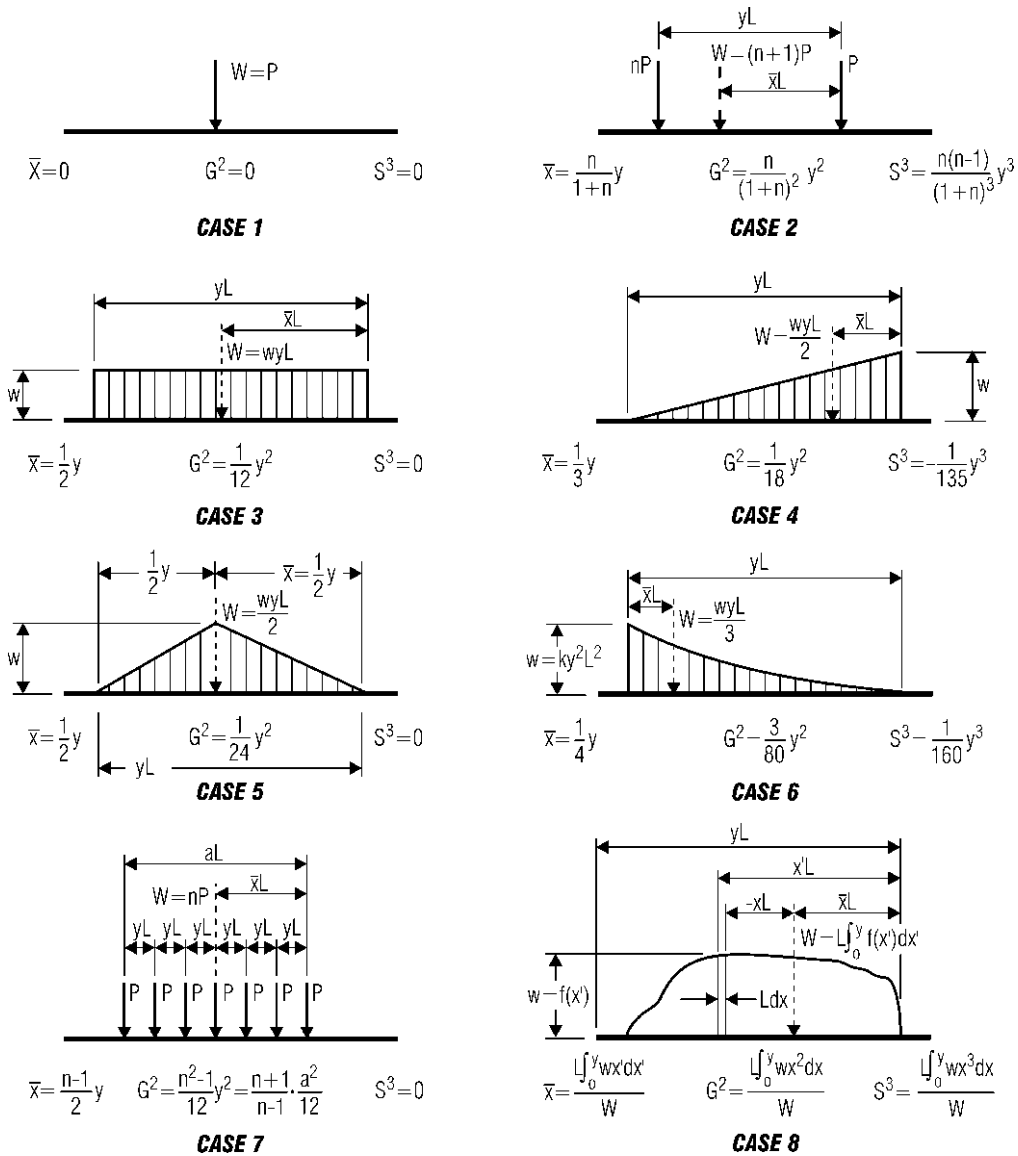 W=P
X̅=0 G²=0 S³=0
CASE 1
yL
nP W–(n+1)P P
x̅L
x̅=n/(1+n) y G²=n/(1+n)² y² S³=n(n-1)/(1+n)³ y³
CASE 2
yL
x̅L
W=wyL
w
x̅=1/2 y G²=1/12 y² S³=0
CASE 3
yL
W–wyL/2 x̅L
w
x̅=1/3 y G²=1/18 y² S³=-1/135 y³
CASE 4
1/2 y x̅=1/2 y
W=wyL/2
w
x̅=1/2 y G²=1/24 y² S³=0
yL
CASE 5
yL
x̅L
W=wyL/3
w=ky²L²
x̅=1/4 y G²–3/80 y² S³–1/160 y³
CASE 6
aL
W=nP x̅L
yL yL yL yL yL yL
P P P P P P P
x̅=n-1/2 y G²=n²-1/12 y²=n+1/n-1·a²/12 S³=0
CASE 7
yL
x'L
-xL x̅L
W–L∫₀ʸ f(x')dx'
w–f(x')
Ldx
x̅=L∫₀ʸwx'dx'/W G²=L∫₀ʸwx²dx/W S³=L∫₀ʸwx³dx/W
CASE 8